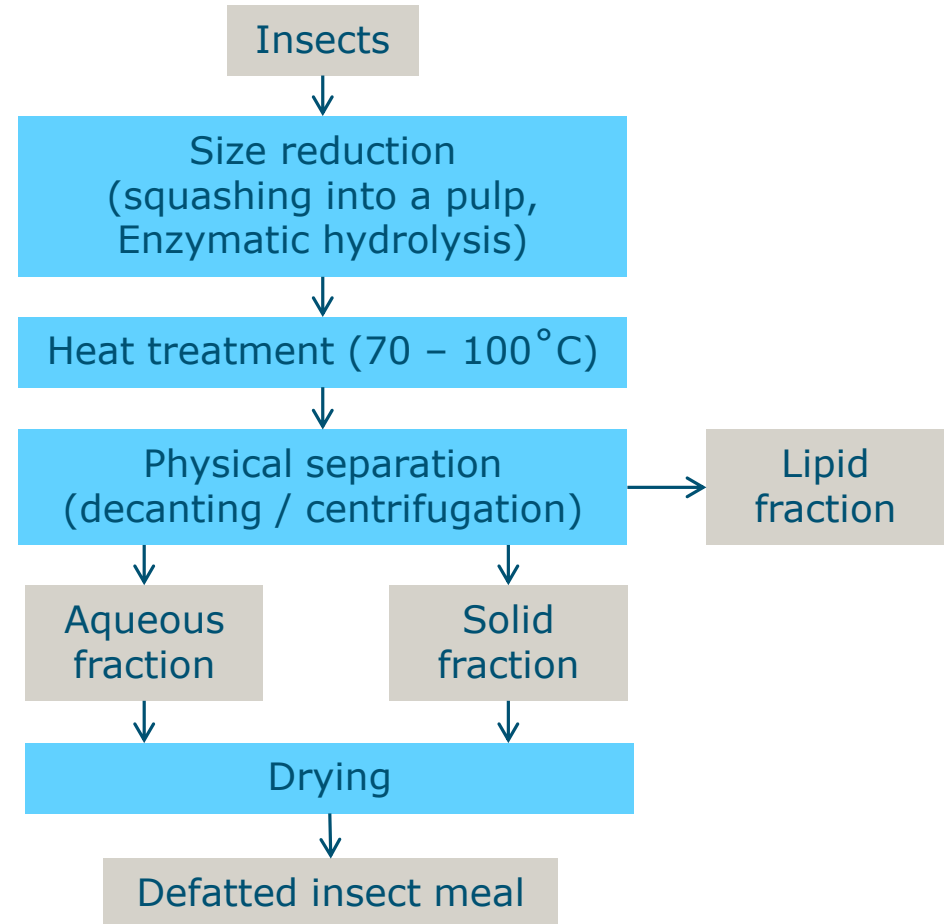 Insects
Size reduction
(squashing into a pulp,
Enzymatic hydrolysis)
Heat treatment (70 – 100˚C)
Physical separation
(decanting / centrifugation)
Lipid
fraction
Aqueous
fraction
Solid
fraction
Drying
Defatted insect meal